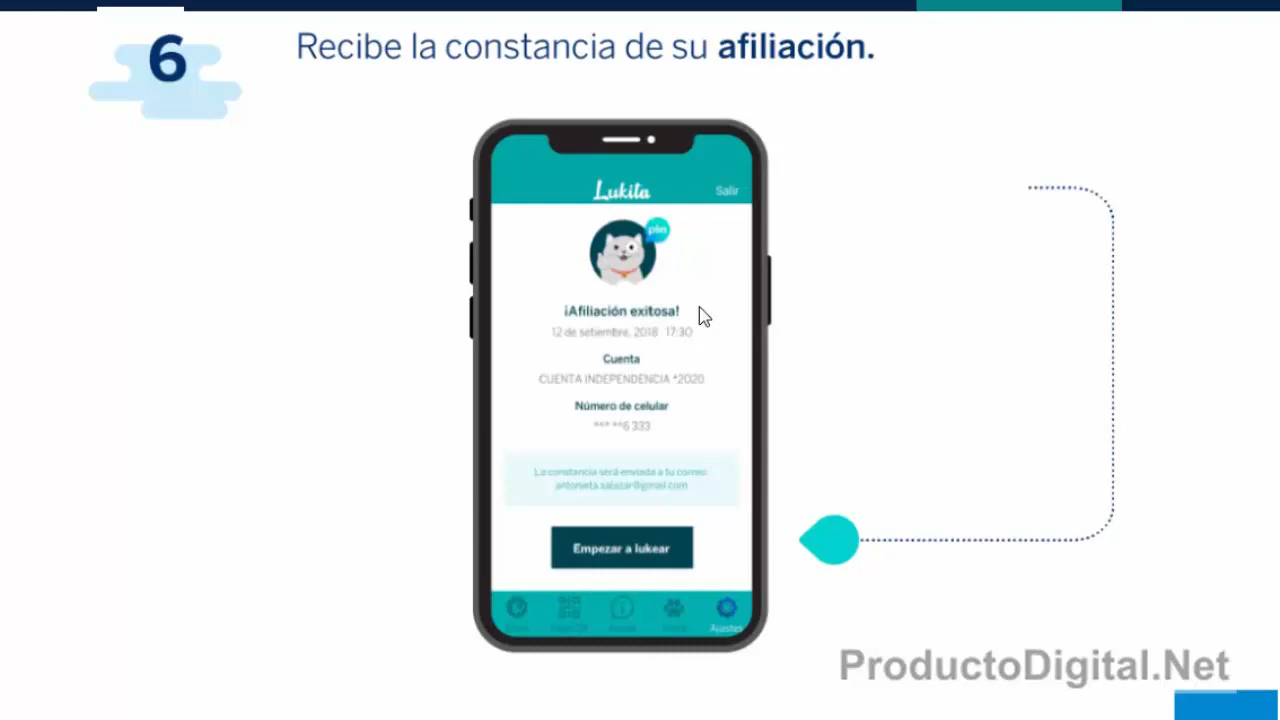 6
Recibe la constancia de su afiliación.
Lukita
Salir
plin
¡Afiliación exitosa!
12 de setiembre, 2018 17:30
Cuenta
CUENTA INDEPENDENCIA *2020
Número de celular
*** **6 333
La constancia será enviada a tu correo:
antonieta.salazar@gmail.com
Empezar a lukear
Ajustes
ProductoDigital.Net